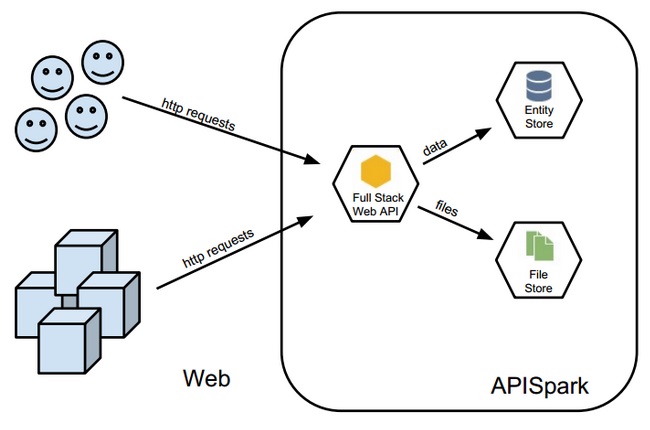 http requests
Entity
Store
data
Full Stack
Web API
files
http requests
File
Store
Web
APISpark